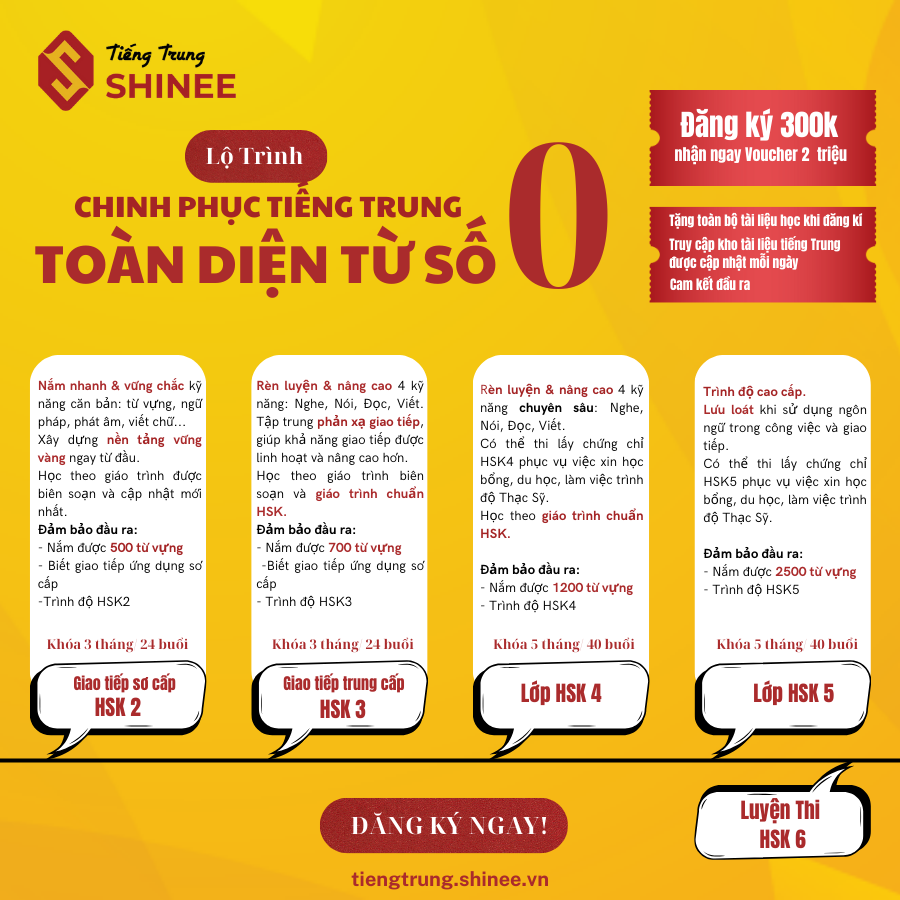 Tiếng Trung
SHINEE
Lộ Trình
CHINH PHỤC TIẾNG TRUNG
TOÀN DIỆN TỪ SỐ
0
Đăng ký 300k
nhận ngay Voucher 2 triệu
Tặng toàn bộ tài liệu học khi đăng kí
Truy cập kho tài liệu tiếng Trung
được cập nhật mỗi ngày
Cam kết đầu ra
Nắm nhanh & vững chắc kỹ
năng căn bản: từ vựng, ngữ
pháp, phát âm, viết chữ...
Xây dựng nền tảng vững
vàng ngay từ đầu.
Học theo giáo trình được
biên soạn và cập nhật mới
nhất.
Đảm bảo đầu ra:
- Nắm được 500 từ vựng
- Biết giao tiếp ứng dụng sơ
cấp
-Trình độ HSK2
Khóa 3 tháng/ 24 buổi
Giao tiếp sơ cấp
HSK 2
Rèn luyện & nâng cao 4 kỹ
năng: Nghe, Nói, Đọc, Viết.
Tập trung phản xạ giao tiếp,
giúp khả năng giao tiếp được
linh hoạt và nâng cao hơn.
Học theo giáo trình biên
soạn và giáo trình chuẩn
HSK.
Đảm bảo đầu ra:
- Nắm được 700 từ vựng
-Biết giao tiếp ứng dụng sơ
cấp
- Trình độ HSK3
Khóa 3 tháng/ 24 buổi
Giao tiếp trung cấp
HSK 3
Rèn luyện & nâng cao 4 kỹ
năng chuyên sâu: Nghe,
Nói, Đọc, Viết.
Có thể thi lấy chứng chỉ
HSK4 phục vụ việc xin học
bổng, du học, làm việc trình
độ Thạc Sỹ.
Học theo giáo trình chuẩn
HSK.
Đảm bảo đầu ra:
- Nắm được 1200 từ vựng
- Trình độ HSK4
Khóa 5 tháng/ 40 buổi
Lớp HSK 4
Trình độ cao cấp.
Lưu loát khi sử dụng ngôn
ngữ trong công việc và giao
tiếp.
Có thể thi lấy chứng chỉ
HSK5 phục vụ việc xin học
bổng, du học, làm việc trình
độ Thạc Sỹ.
Đảm bảo đầu ra:
- Nắm được 2500 từ vựng
- Trình độ HSK5
Khóa 5 tháng/ 40 buổi
Lớp HSK 5
Luyện Thi
HSK 6
ĐĂNG KÝ NGAY!
tiengtrung.shinee.vn